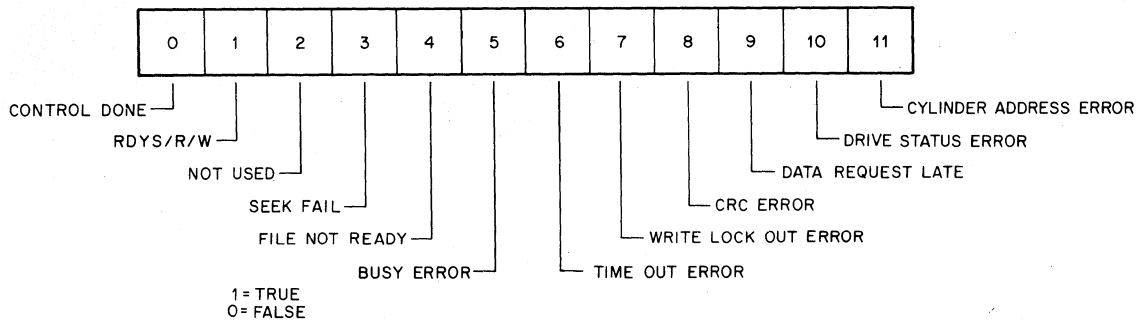 0 1 2 3 4 5 6 7 8 9 10 11
CONTROL DONE
CYLINDER ADDRESS ERROR
RDYS/R/W
DRIVE STATUS ERROR
NOT USED
DATA REQUEST LATE
SEEK FAIL
CRC ERROR
FILE NOT READY
WRITE LOCK OUT ERROR
BUSY ERROR
TIME OUT ERROR
1 = TRUE
0 = FALSE